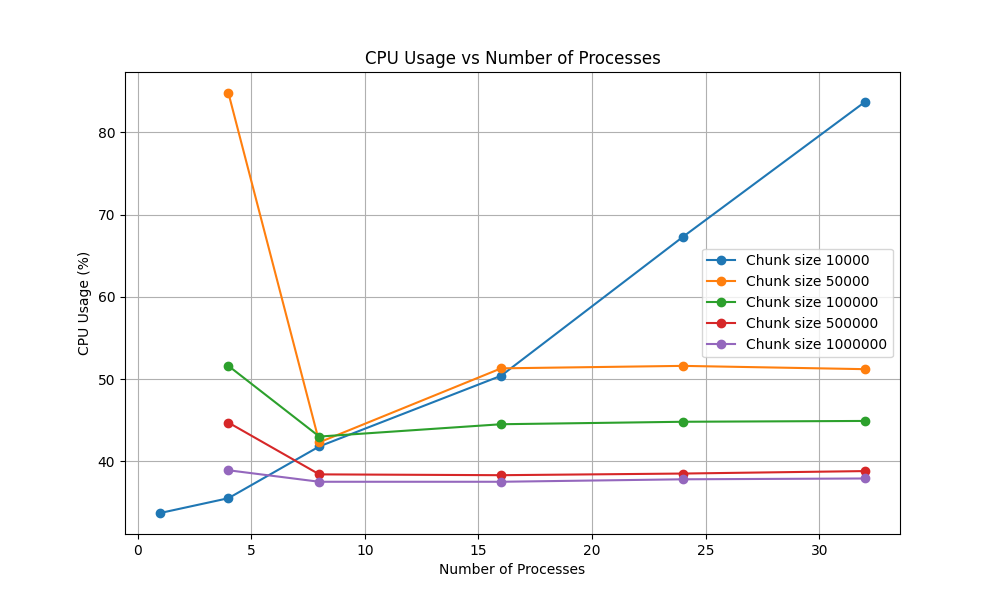 CPU Usage vs Number of Processes
CPU Usage (%)
80
70
60
50
40
Chunk size 10000
Chunk size 50000
Chunk size 100000
Chunk size 500000
Chunk size 1000000
0 5 10 15 20 25 30
Number of Processes